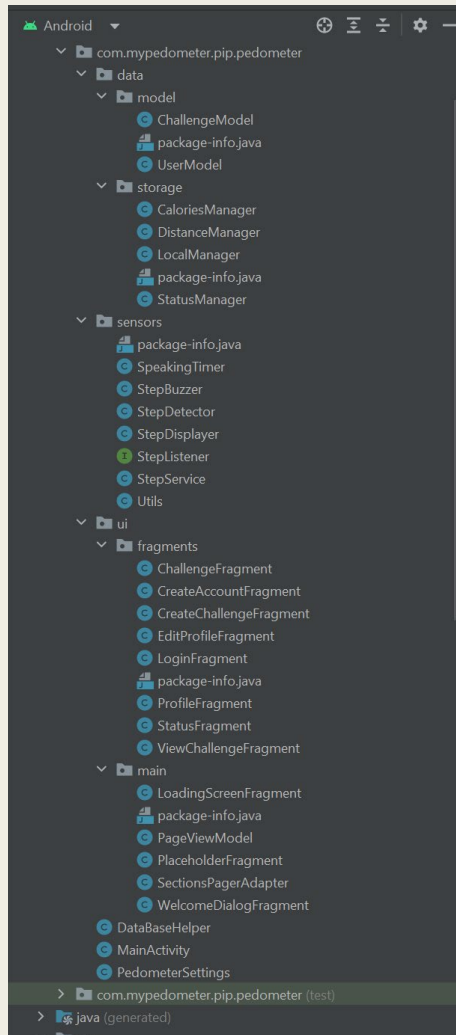 Android
com.mypedometer.pip.pedometer
data
model
ChallengeModel
package-info.java
UserModel
storage
CaloriesManager
DistanceManager
LocalManager
package-info.java
StatusManager
sensors
package-info.java
SpeakingTimer
StepBuzzer
StepDetector
StepDisplayer
StepListener
StepService
Utils
ui
fragments
ChallengeFragment
CreateAccountFragment
CreateChallengeFragment
EditProfileFragment
LoginFragment
package-info.java
ProfileFragment
StatusFragment
ViewChallengeFragment
main
LoadingScreenFragment
package-info.java
PageViewModel
PlaceholderFragment
SectionsPagerAdapter
WelcomeDialogFragment
DataBaseHelper
MainActivity
PedometerSettings
com.mypedometer.pip.pedometer (test)
java (generated)